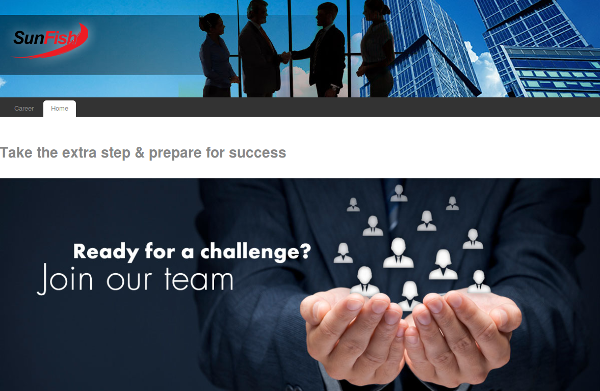 SunFish
Career Home
Take the extra step & prepare for success
Ready for a challenge?
Join our team